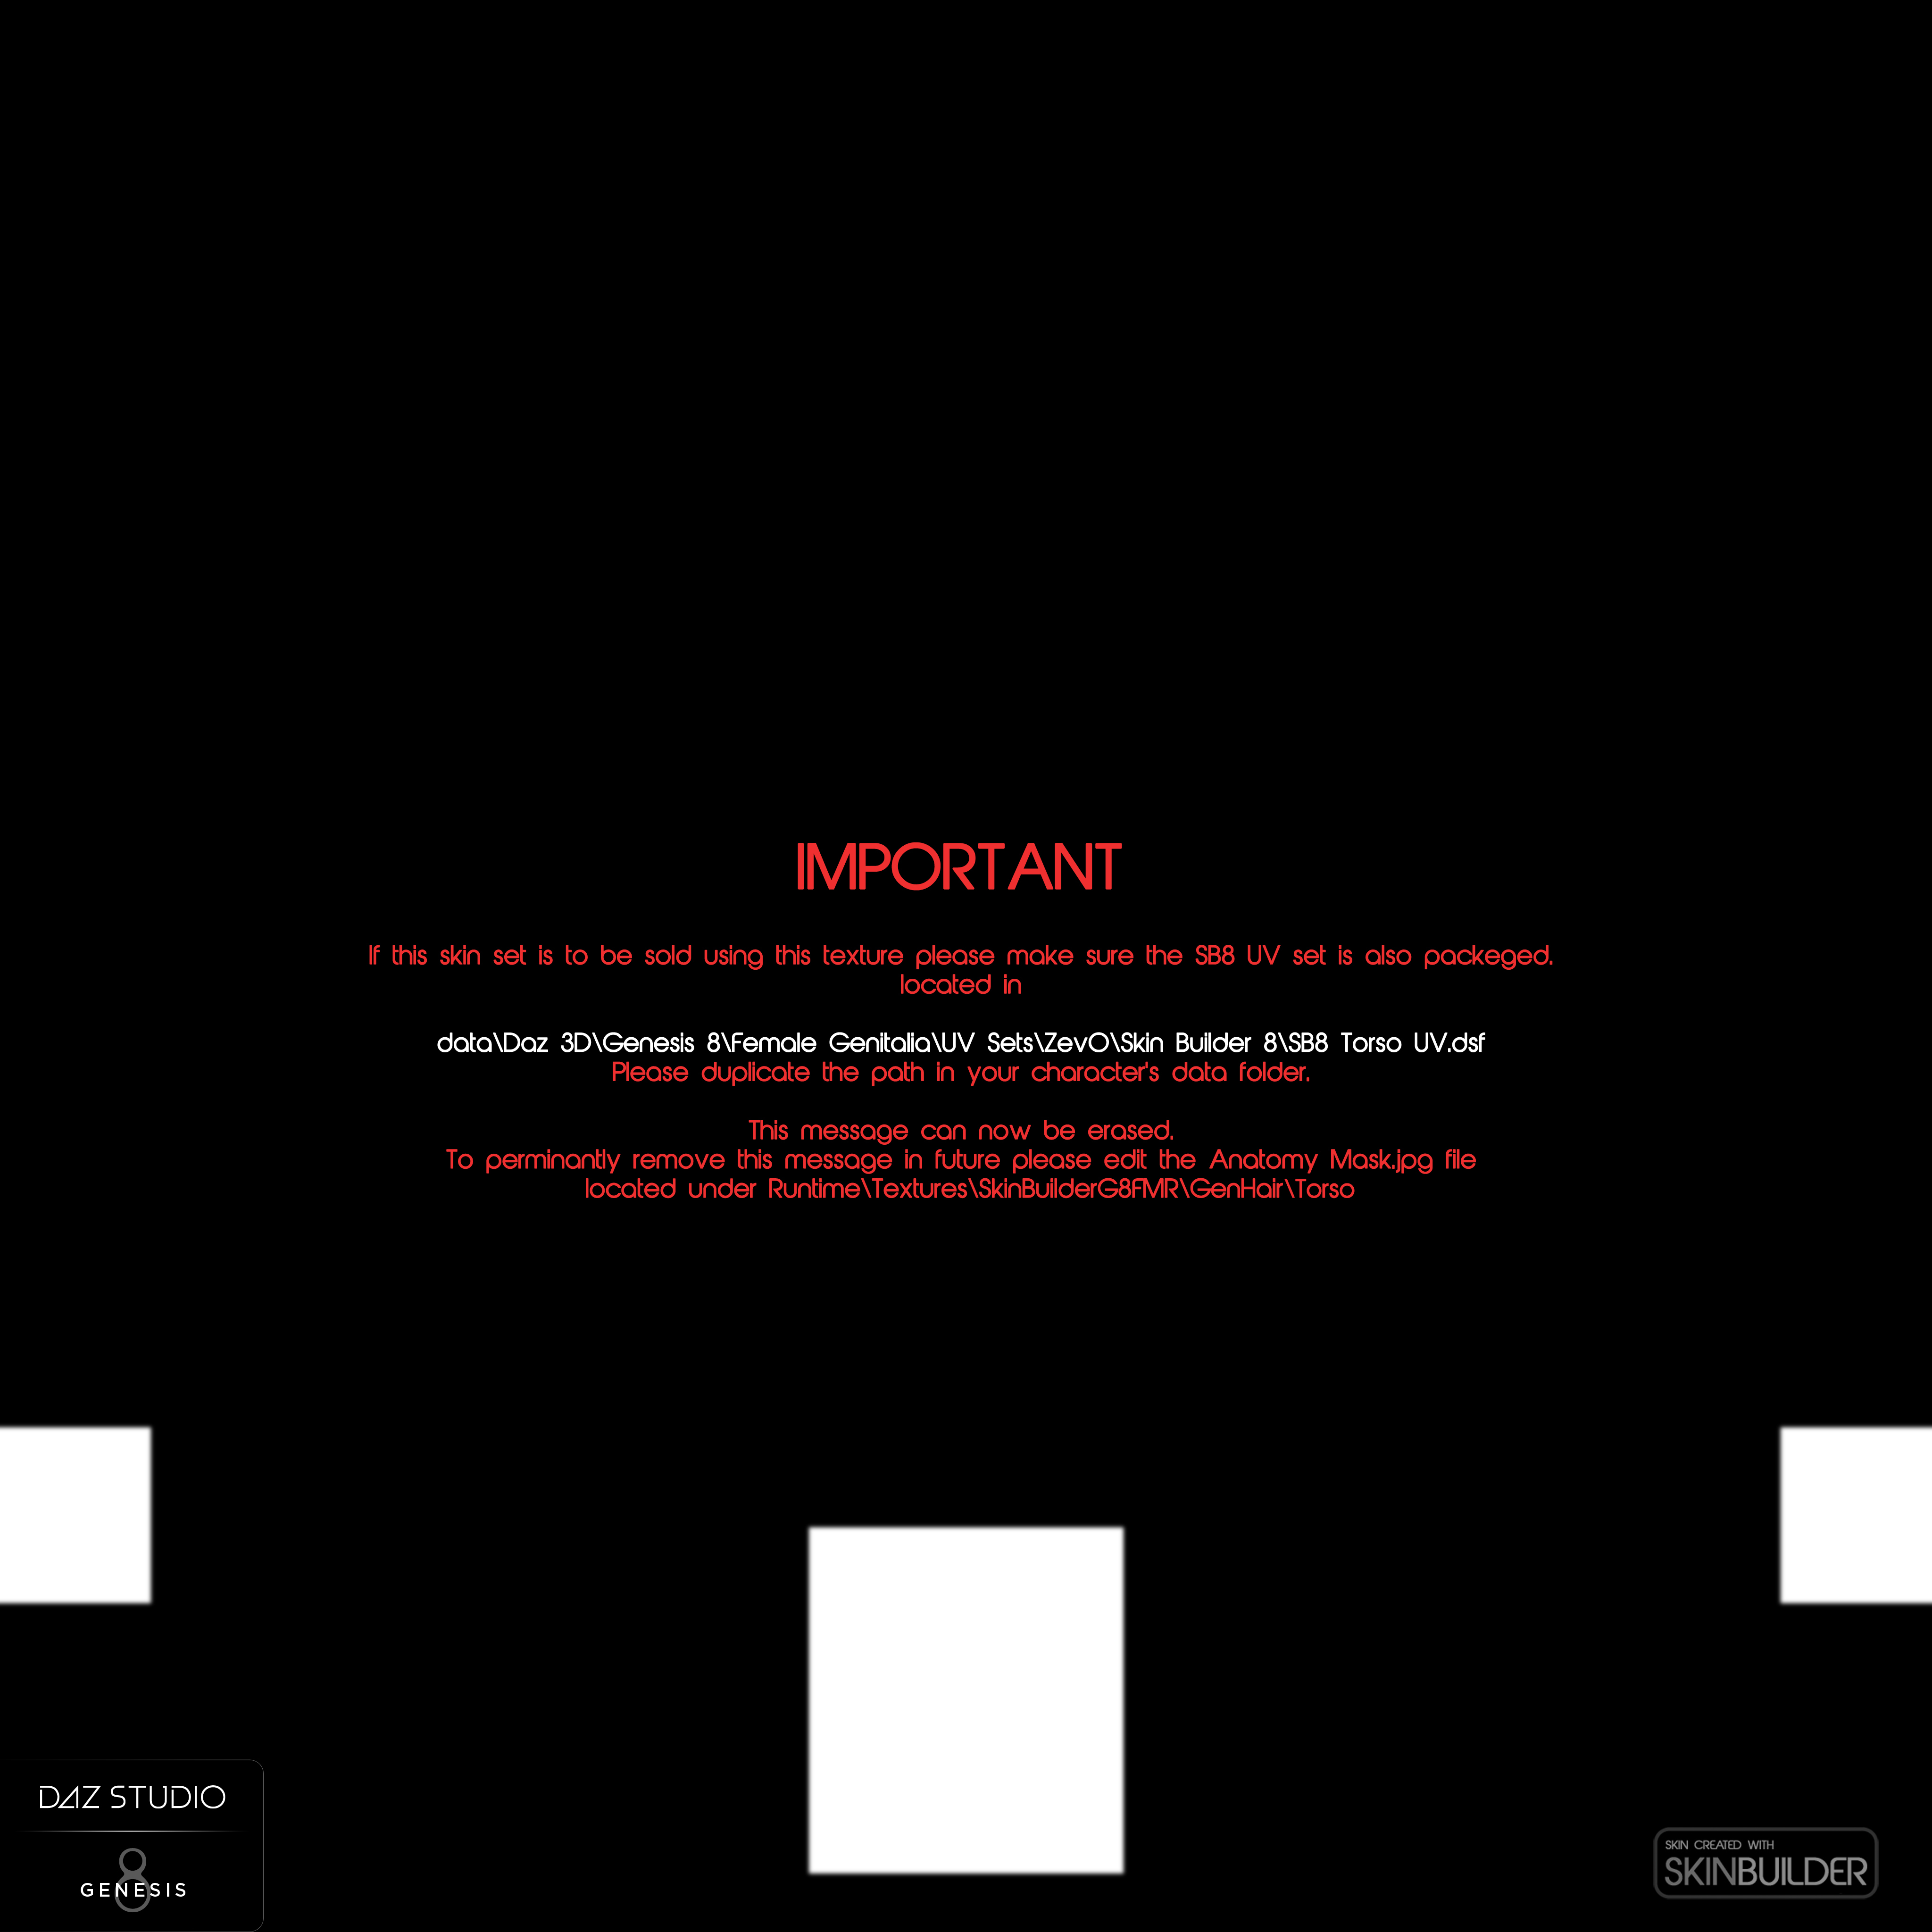 IMPORTANT
If this skin set is to be sold using this texture please make sure the SB8 UV set is also packeged.
located in
data\Daz 3D\Genesis 8\Female Genitalia\UV Sets\ZevO\Skin Builder 8\SB8 Torso UV.dsf
Please duplicate the path in your character's data folder.
This message can now be erased.
To perminantly remove this message in future please edit the Anatomy Mask.jpg file
located under Runtime\Textures\SkinBuilderG8FMR\GenHair\Torso
DAZ STUDIO
8
GENESIS
SKIN CREATED WITH
SKINBUILDER